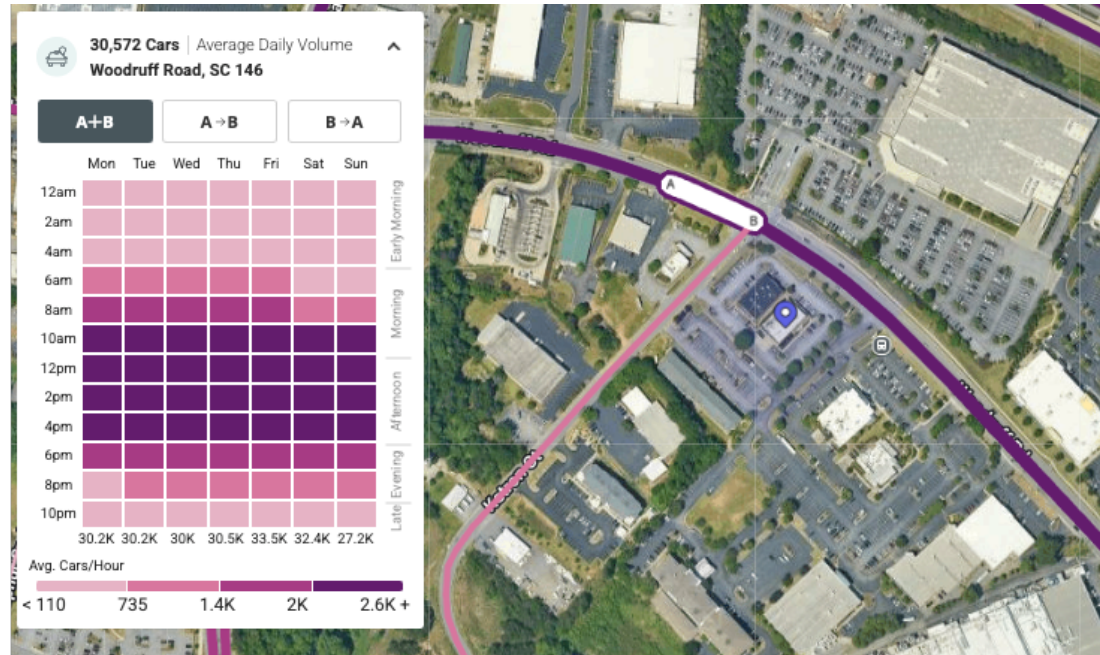 30,572 Cars | Average Daily Volume
Woodruff Road, SC 146
A+B
A→B
B→A
Mon Tue Wed Thu Fri Sat Sun
12am
2am
4am
6am
8am
10am
12pm
2pm
4pm
6pm
8pm
10pm
Early Morning
Morning
Afternoon
Evening
Late
30.2K 30.2K 30K 30.5K 33.5K 32.4K 27.2K
Avg. Cars/Hour
< 110 735 1.4K 2K 2.6K +
A
B